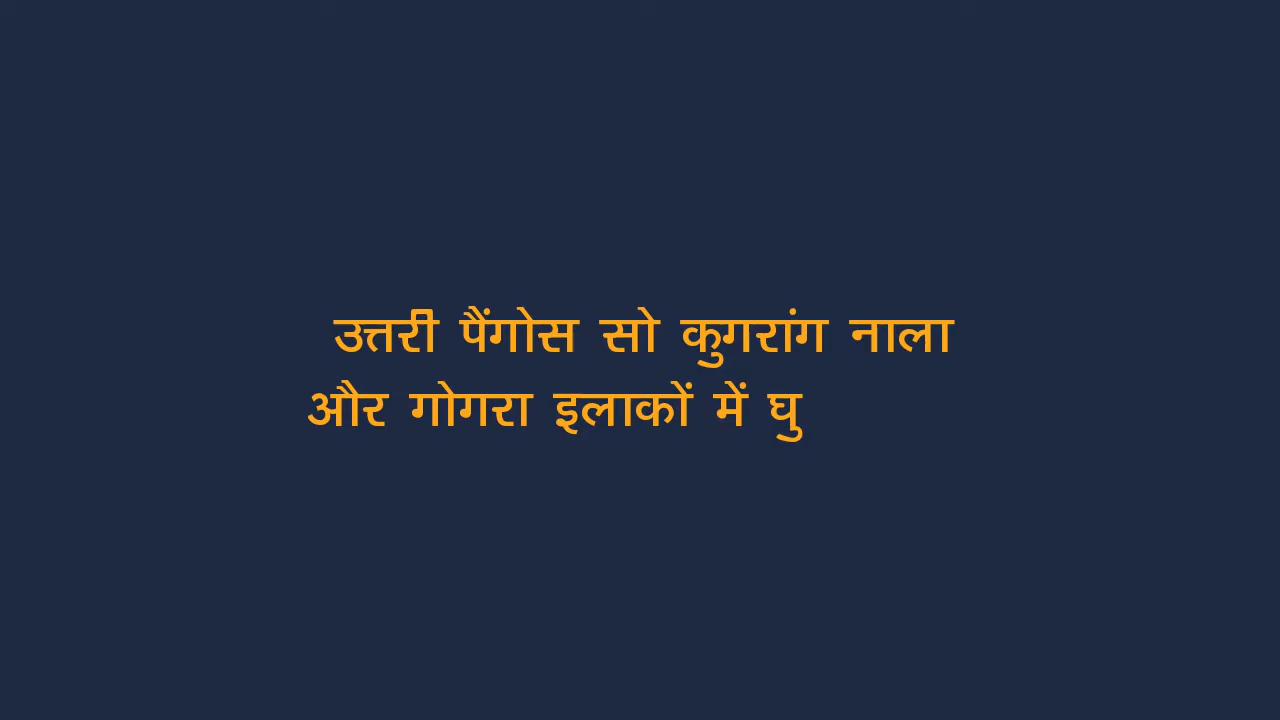 उत्तरी पैंगोस सो कुगरांग नाला
और गोगरा इलाकों में घु